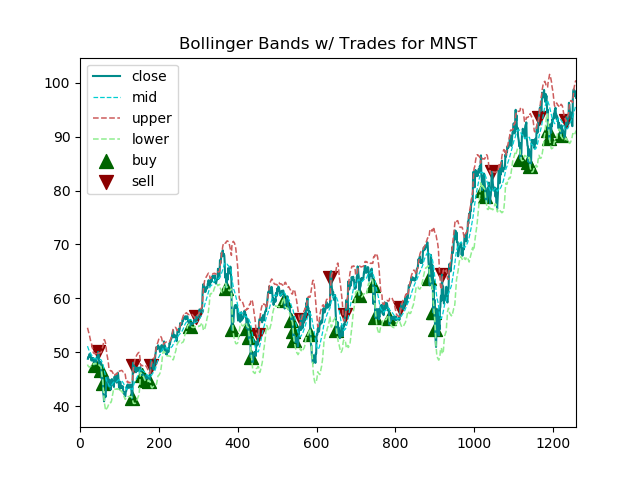 Bollinger Bands w/ Trades for MNST
close
mid
upper
lower
buy
sell
100
90
80
70
60
50
40
0 200 400 600 800 1000 1200